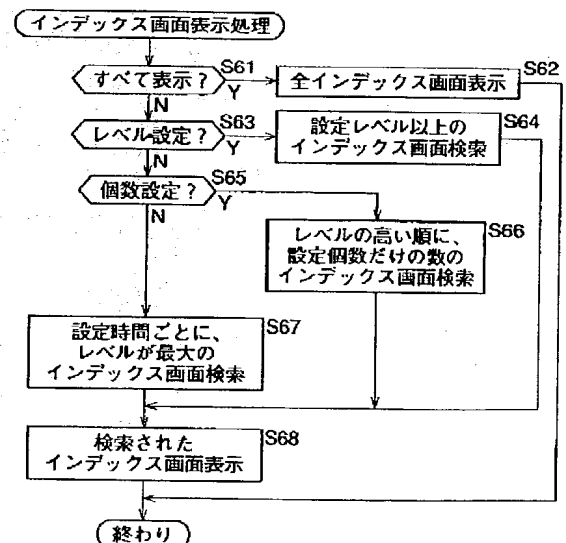 インデックス画面表示処理
すべて表示？
S61
Y
N
全インデックス画面表示
S62
レベル設定？
S63
Y
N
設定レベル以上の
インデックス画面検索
S64
個数設定？
S65
Y
N
レベルの高い順に、
設定個数だけの数の
インデックス画面検索
S66
設定時間ごとに、
レベルが最大の
インデックス画面検索
S67
検索された
インデックス画面表示
S68
終わり